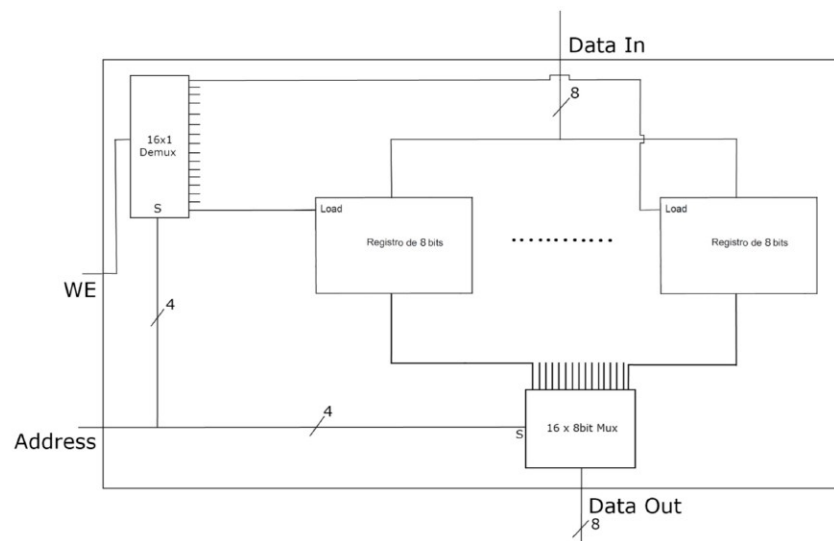 Data In
8
16x1
Demux
S
Load
Registro de 8 bits
Load
Registro de 8 bits
WE
4
4
Address
S
16 x 8bit Mux
Data Out
8